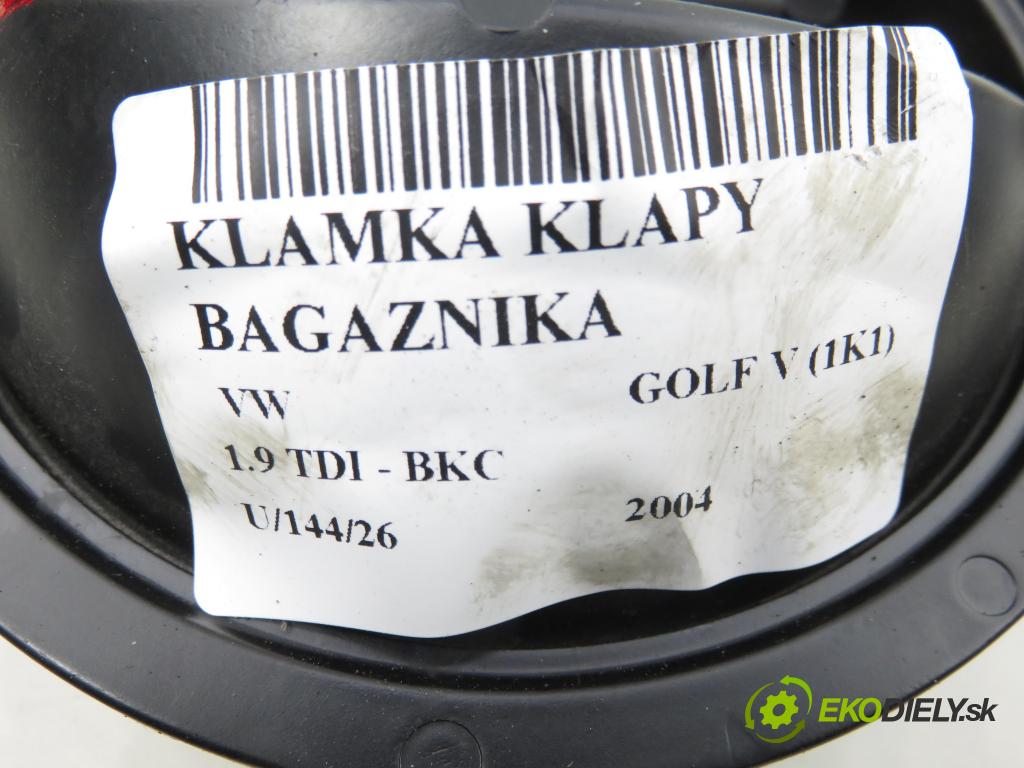 KLAMKA KLAPY
BAGAZNIKA
VW GOLF V (1K1)
1.9 TDI - BKC
U/144/26 2004
EKODIELY.sk